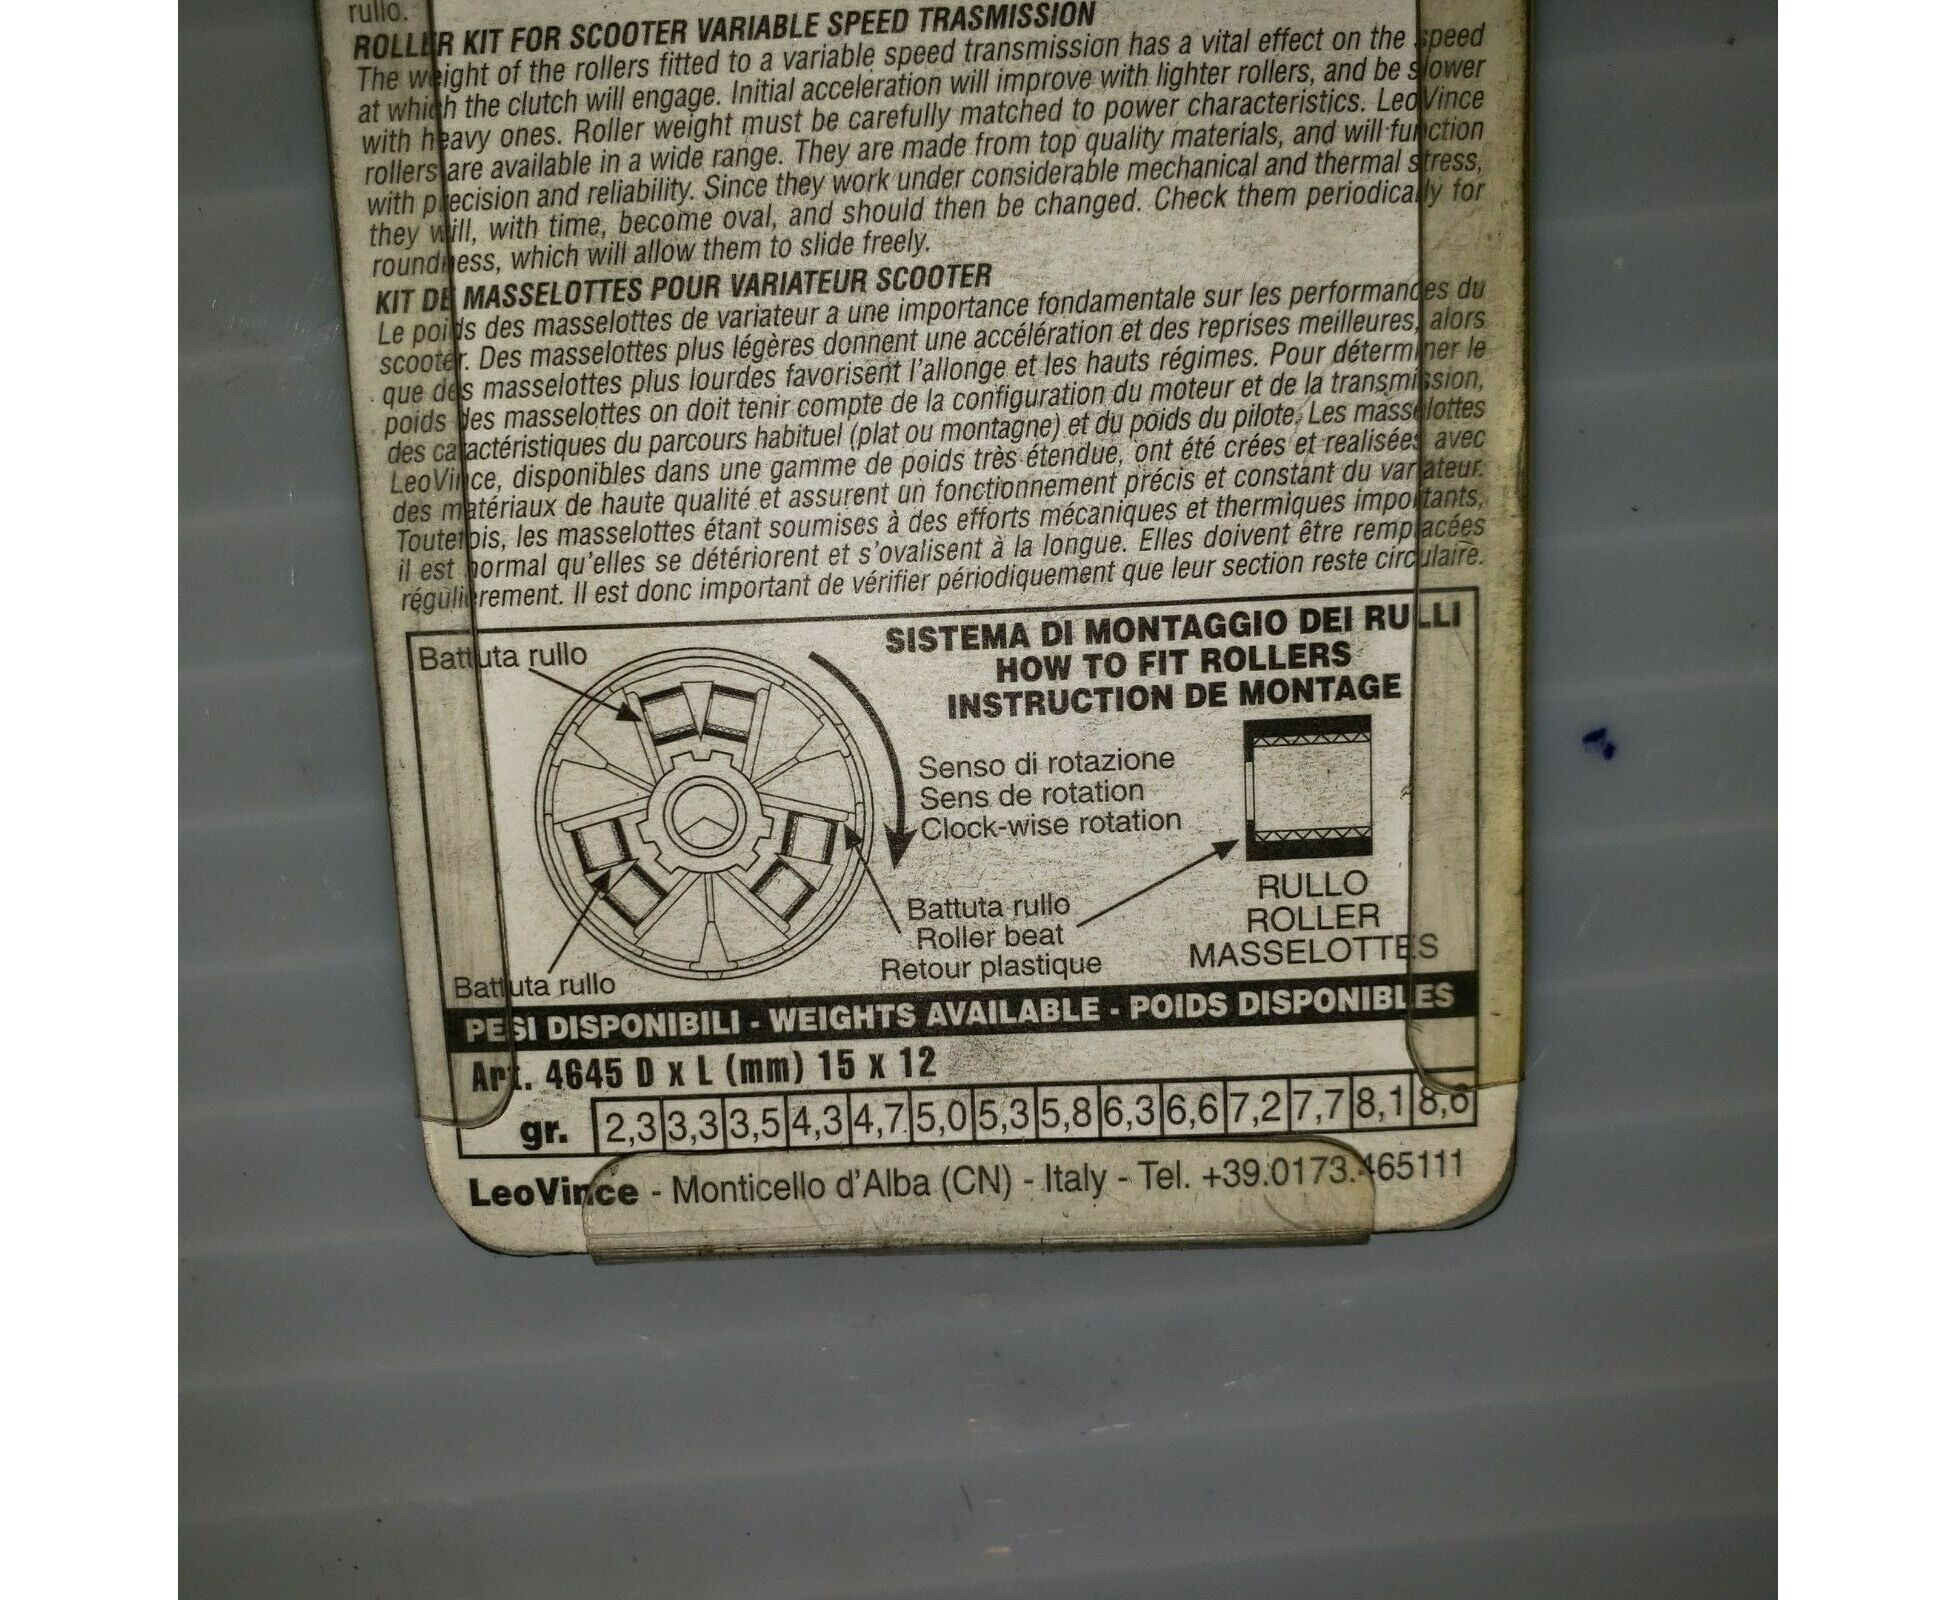 rullo.
ROLLER KIT FOR SCOOTER VARIABLE SPEED TRASMISSION
The weight of the rollers fitted to a variable speed transmission has a vital effect on the speed
at which the clutch will engage. Initial acceleration will improve with lighter rollers, and be slower
with heavy ones. Roller weight must be carefully matched to power characteristics. LeoVince
rollers are available in a wide range. They are made from top quality materials, and will function
with precision and reliability. Since they work under considerable mechanical and thermal stress,
they will, with time, become oval, and should then be changed. Check them periodically for
roundness, which will allow them to slide freely.
KIT DE MASSELOTTES POUR VARIATEUR SCOOTER
Le poids des masselottes de variateur a une importance fondamentale sur les performances du
scooter. Des masselottes plus légères donnent une accélération et des reprises meilleures, alors
que des masselottes plus lourdes favorisent l'allonge et les hauts régimes. Pour déterminer le
poids des masselottes on doit tenir compte de la configuration du moteur et de la transmission,
des caractéristiques du parcours habituel (plat ou montagne) et du poids du pilote. Les masselottes
LeoVince, disponibles dans une gamme de poids très étendue, ont été crées et realisées avec
des matériaux de haute qualité et assurent un fonctionnement précis et constant du variateur.
Toutefois, les masselottes étant soumises à des efforts mécaniques et thermiques importants,
il est normal qu'elles se détériorent et s'ovalisent à la longue. Elles doivent être remplacées
régulièrement. Il est donc important de vérifier périodiquement que leur section reste circulaire.
SISTEMA DI MONTAGGIO DEI RULLI
HOW TO FIT ROLLERS
INSTRUCTION DE MONTAGE
Battuta rullo
Senso di rotazione
Sens de rotation
Clock-wise rotation
Battuta rullo
Roller beat
Retour plastique
RULLO
ROLLER
MASSELOTTES
Battuta rullo
PESI DISPONIBILI - WEIGHTS AVAILABLE - POIDS DISPONIBLES
Art. 4645 D x L (mm) 15 x 12
gr. 2,3 3,3 3,5 4,3 4,7 5,0 5,3 5,8 6,3 6,6 7,2 7,7 8,1 8,6
LeoVince - Monticello d'Alba (CN) - Italy - Tel. +39.0173.465111